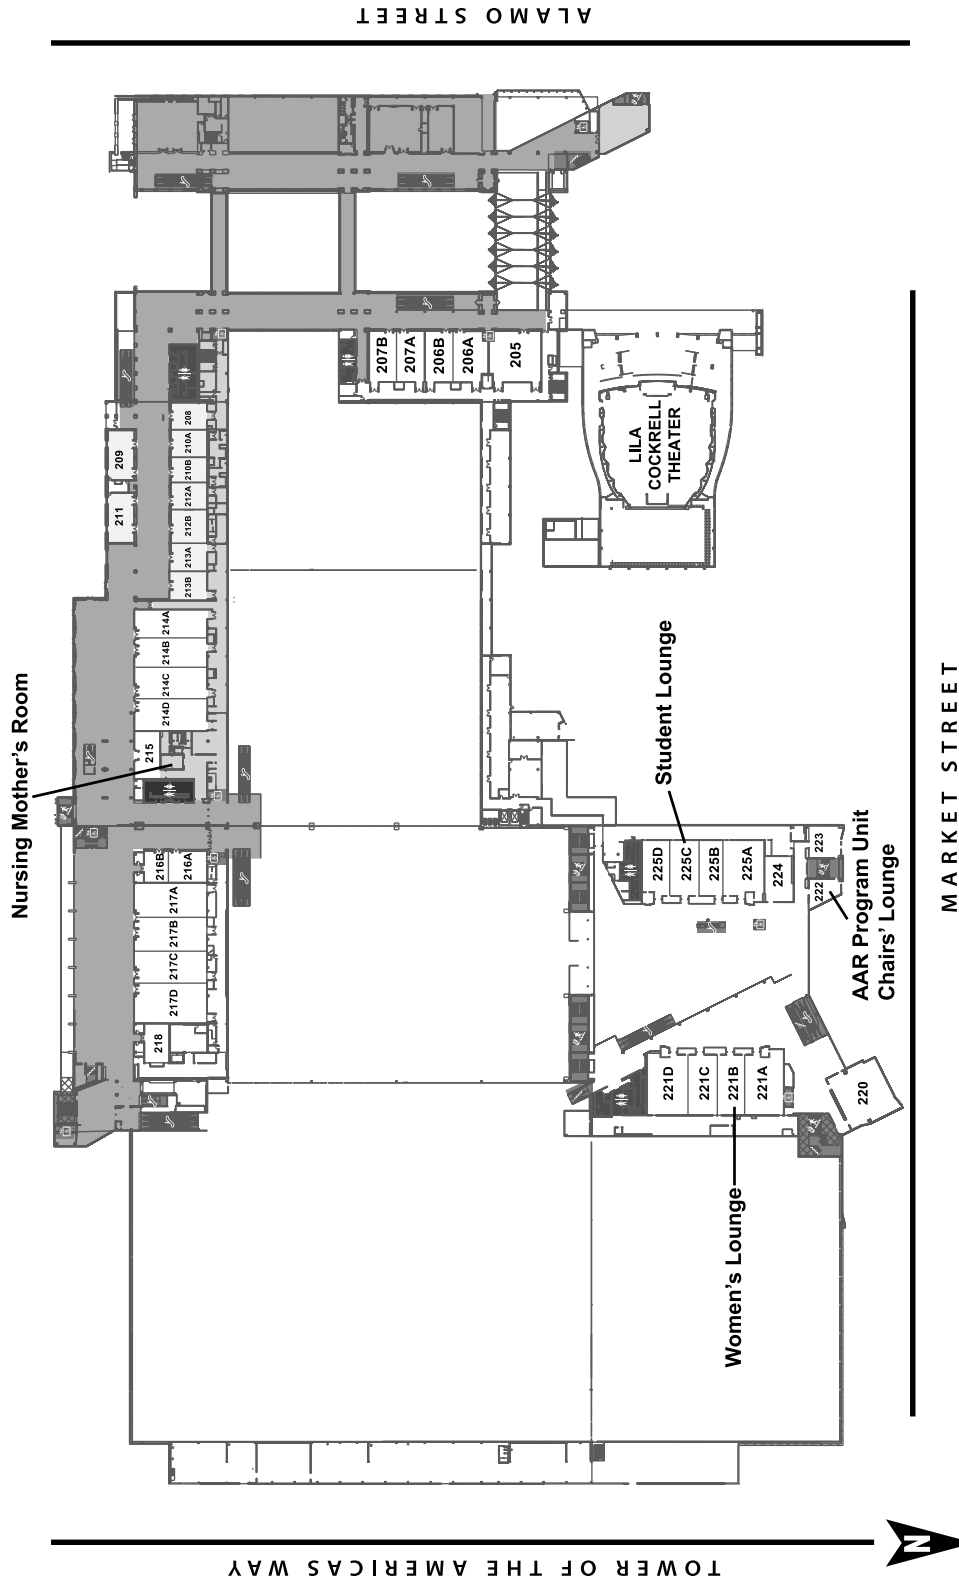 ALAMO STREET
207B
207A
206B
206A
205
LILA
COCKRELL
THEATER
208
210A
210B
212A
212B
213A
213B
209
211
214A
214B
214C
214D
215
Nursing Mother's Room
216B
216A
217A
217B
217C
217D
218
Student Lounge
225D
225C
225B
225A
224
223
222
AAR Program Unit
Chairs' Lounge
221D
221C
221B
221A
220
Women's Lounge
MARKET STREET
TOWER OF THE AMERICAS WAY
N